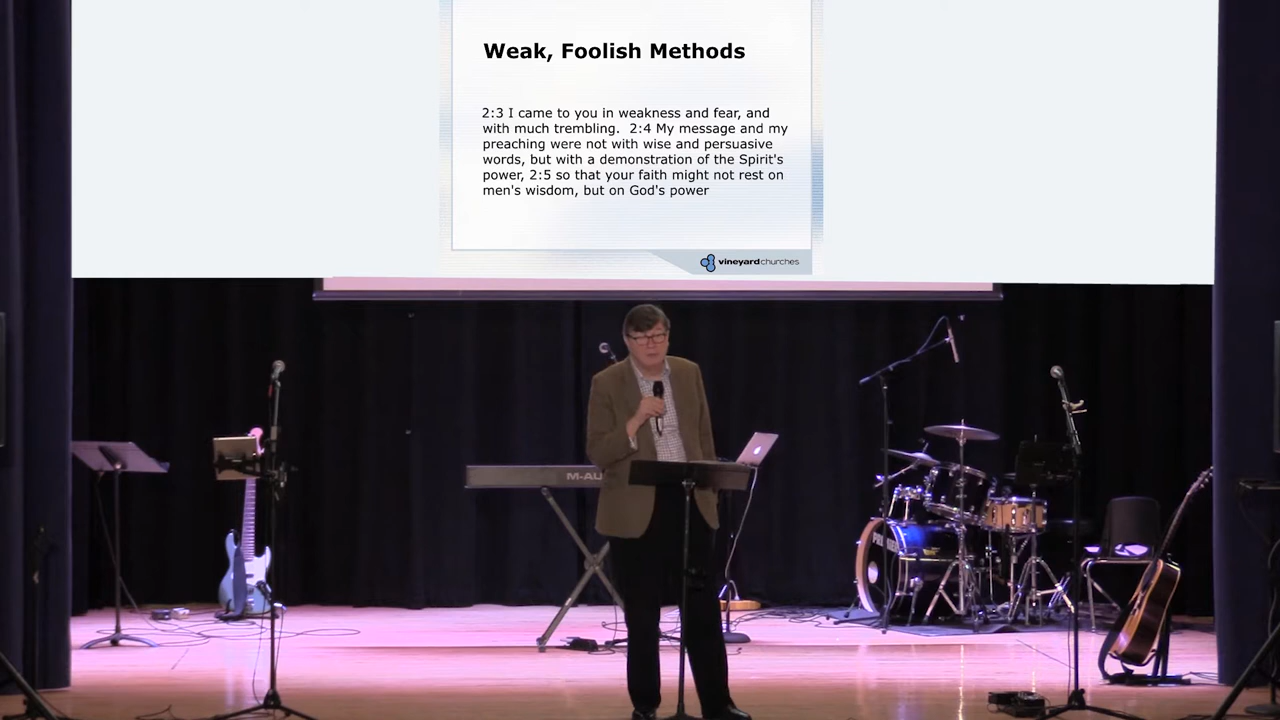 Weak, Foolish Methods
2:3 I came to you in weakness and fear, and
with much trembling.  2:4 My message and my
preaching were not with wise and persuasive
words, but with a demonstration of the Spirit's
power, 2:5 so that your faith might not rest on
men's wisdom, but on God's power
vineyardchurches
M-AU